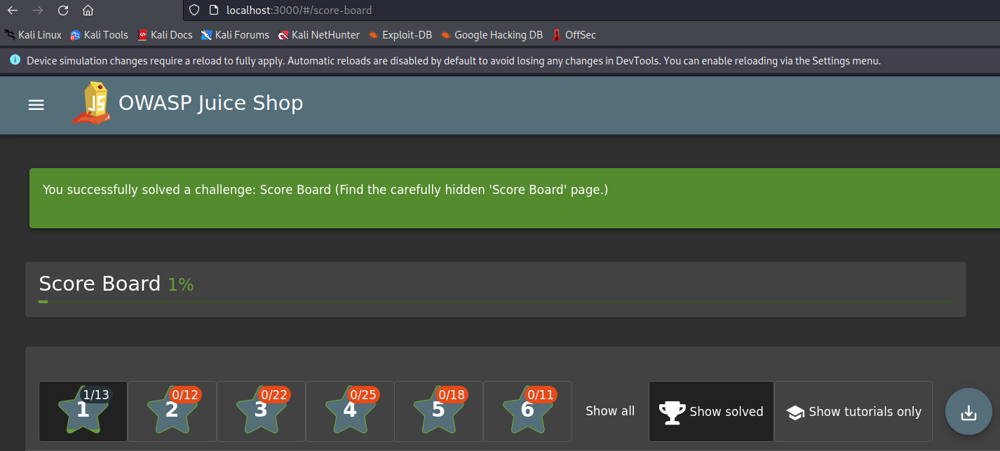 localhost:3000/#/score-board
Kali Linux Kali Tools Kali Docs Kali Forums Kali NetHunter Exploit-DB Google Hacking DB OffSec
Device simulation changes require a reload to fully apply. Automatic reloads are disabled by default to avoid losing any changes in DevTools. You can enable reloading via the Settings menu.
JS OWASP Juice Shop
You successfully solved a challenge: Score Board (Find the carefully hidden 'Score Board' page.)
Score Board 1%
1/13 0/12 0/22 0/25 0/18 0/11
1 2 3 4 5 6 Show all Show solved Show tutorials only